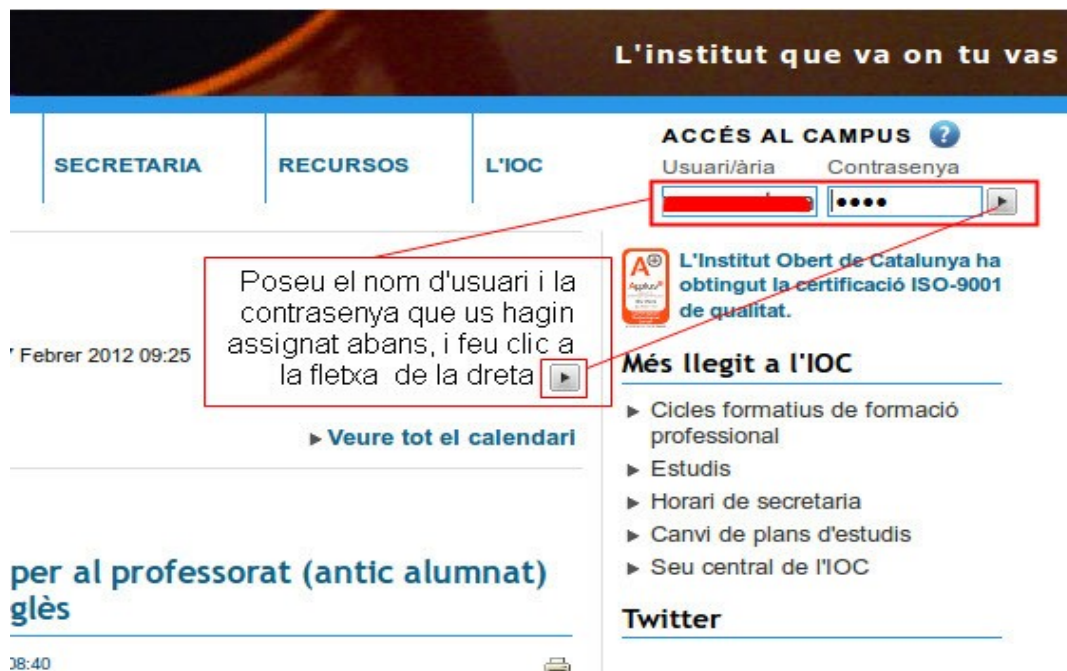 L'institut que va on tu vas
SECRETARIA
RECURSOS
L'IOC
ACCÉS AL CAMPUS ?
Usuari/ària
Contrasenya
Poseu el nom d'usuari i la
contrasenya que us hagin
assignat abans, i feu clic a
la fletxa de la dreta
L'Institut Obert de Catalunya ha
obtingut la certificació ISO-9001
de qualitat.
Febrer 2012 09:25
Veure tot el calendari
Més llegit a l'IOC
Cicles formatius de formació
professional
Estudis
Horari de secretaria
Canvi de plans d'estudis
Seu central de l'IOC
per al professorat (antic alumnat)
glès
08:40
Twitter